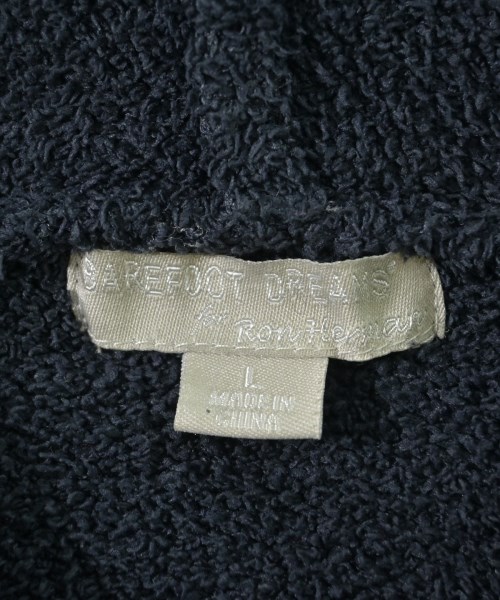 BAREFOOT DREAMS®
for Ron Herman
L
MADE IN
CHINA